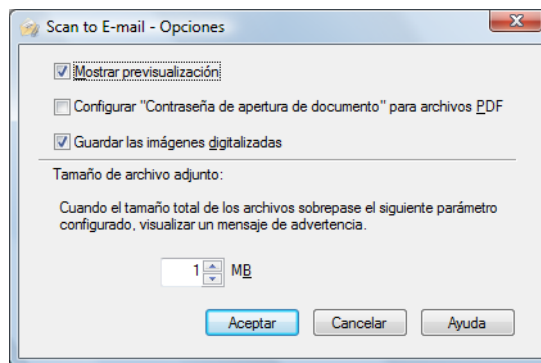 Scan to E-mail - Opciones
Mostrar previsualización
Configurar "Contraseña de apertura de documento" para archivos PDF
Guardar las imágenes digitalizadas
Tamaño de archivo adjunto:
Cuando el tamaño total de los archivos sobrepase el siguiente parámetro
configurado, visualizar un mensaje de advertencia.
1 MB
Aceptar Cancelar Ayuda